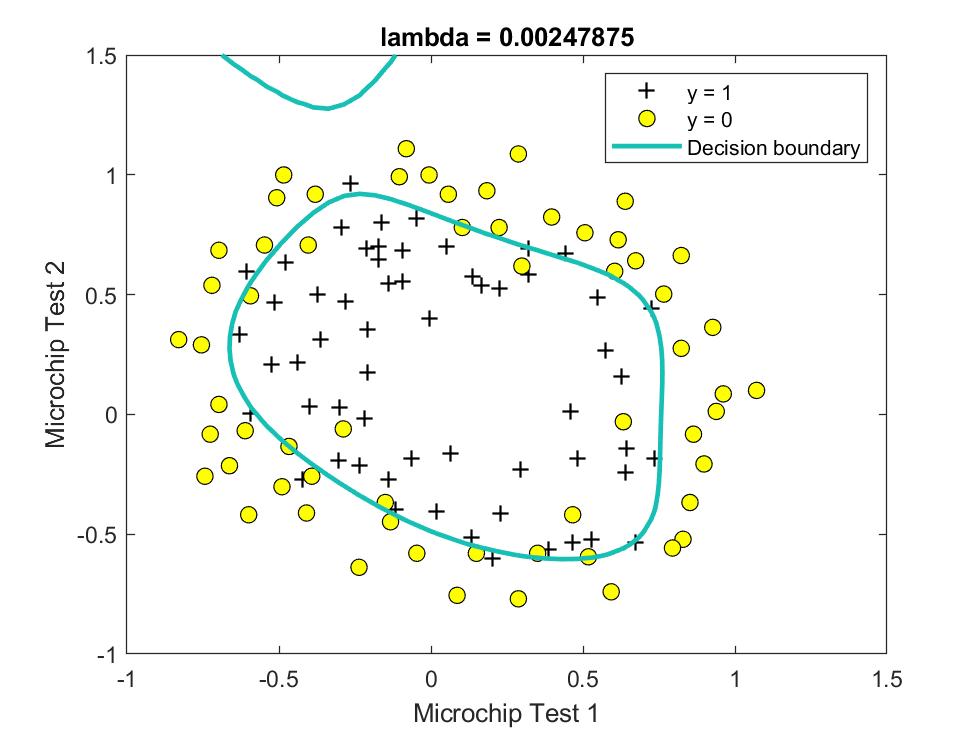 lambda = 0.00247875
y = 1
y = 0
Decision boundary
1.5
1
0.5
0
-0.5
-1
Microchip Test 2
-1
-0.5
0
0.5
1
1.5
Microchip Test 1